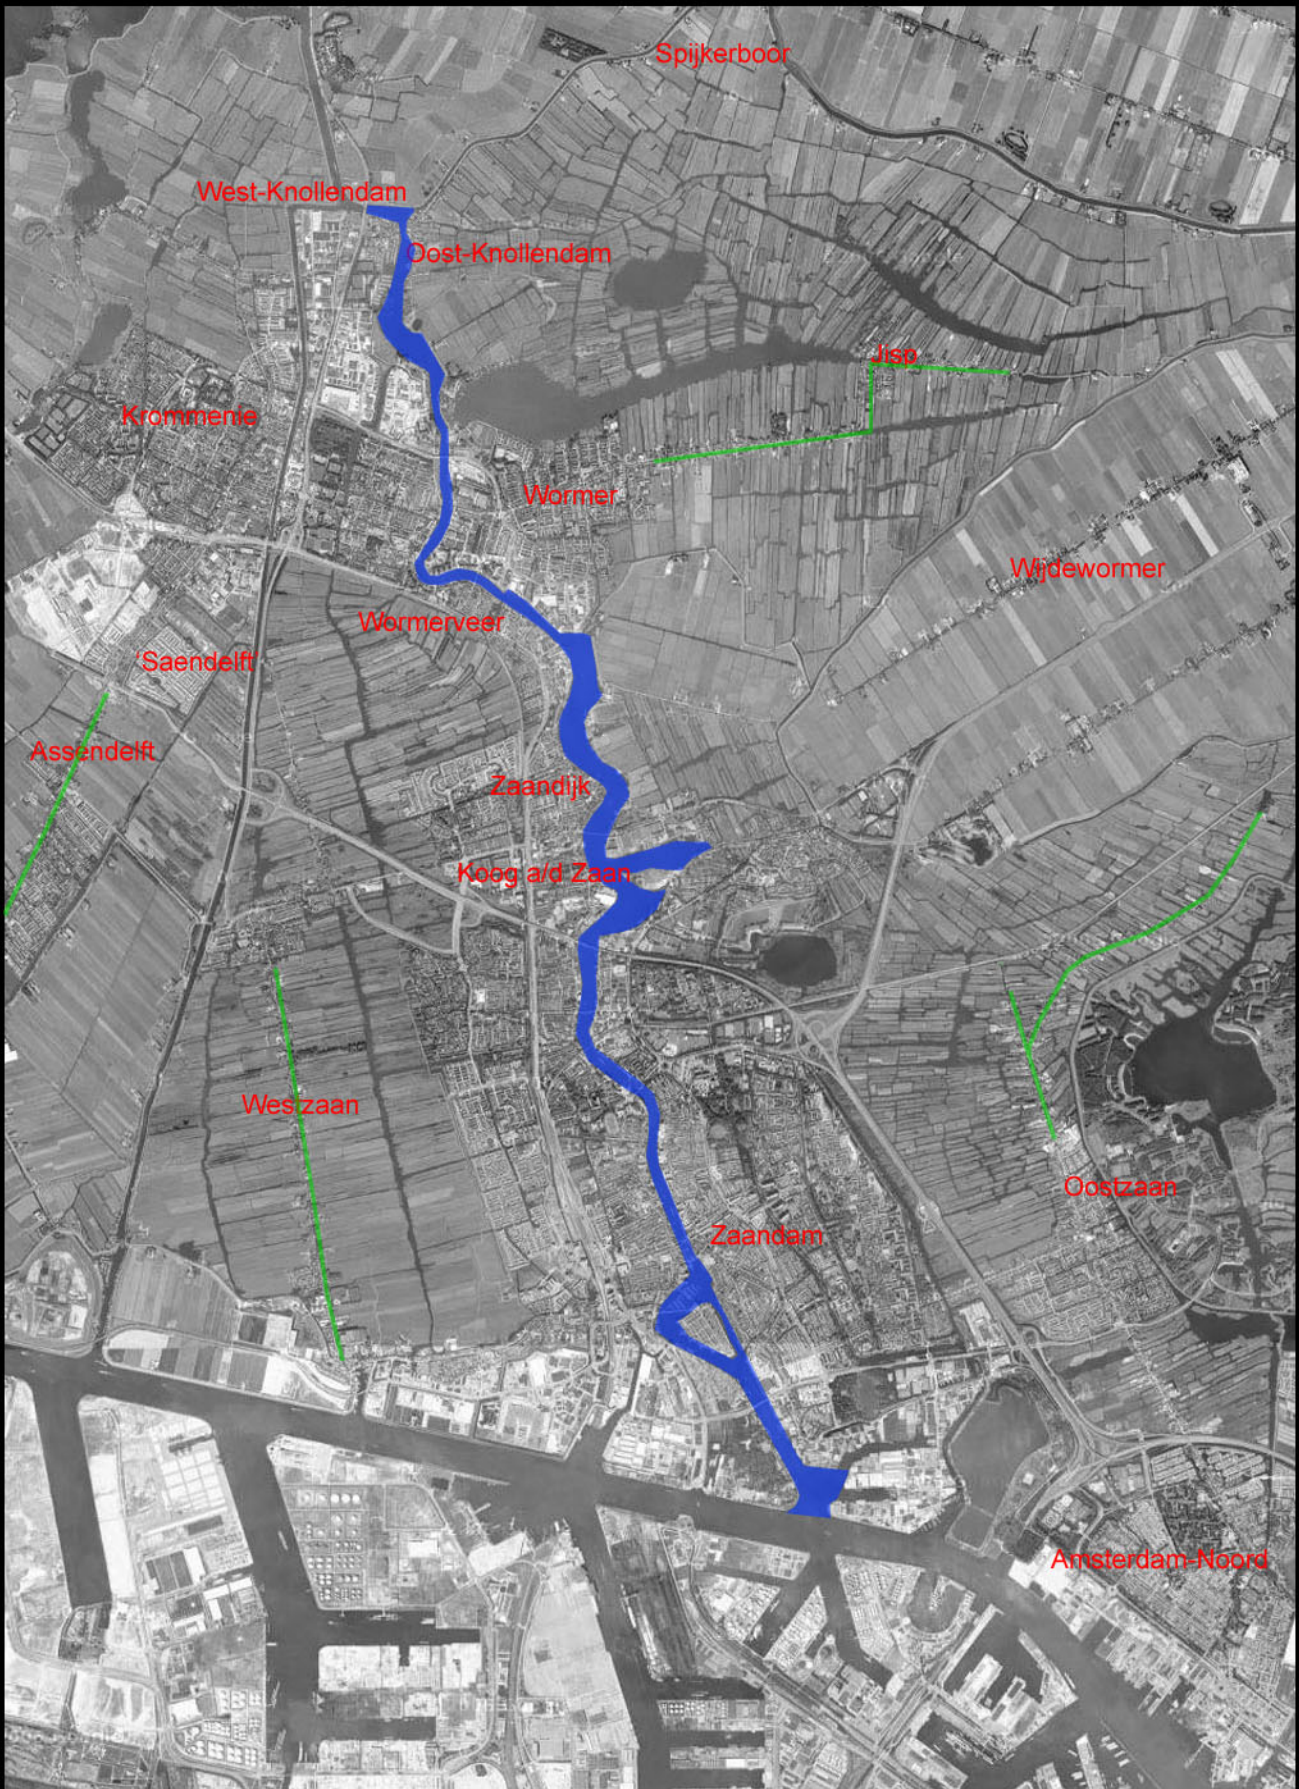 Spijkerboor
West-Knollendam
Oost-Knollendam
Jisp
Krommenie
Wormer
Wijdewormer
Wormerveer
'Saendelft'
Assendelft
Zaandijk
Koog a/d Zaan
Westzaan
Oostzaan
Zaandam
Amsterdam-Noord